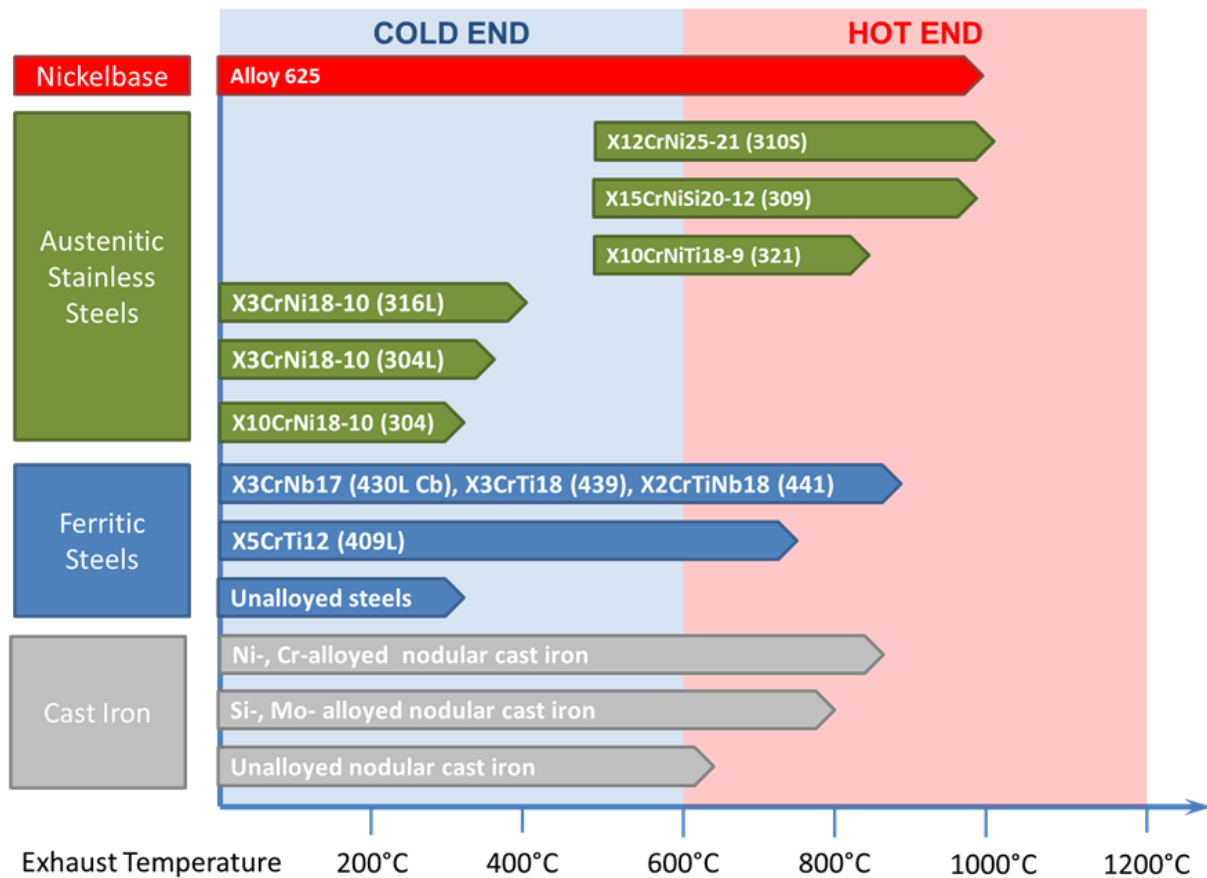 COLD END
HOT END
Nickelbase
Alloy 625
Austenitic
Stainless
Steels
X12CrNi25-21 (310S)
X15CrNiSi20-12 (309)
X10CrNiTi18-9 (321)
X3CrNi18-10 (316L)
X3CrNi18-10 (304L)
X10CrNi18-10 (304)
Ferritic
Steels
X3CrNb17 (430L Cb), X3CrTi18 (439), X2CrTiNb18 (441)
X5CrTi12 (409L)
Unalloyed steels
Cast Iron
Ni-, Cr-alloyed nodular cast iron
Si-, Mo- alloyed nodular cast iron
Unalloyed nodular cast iron
Exhaust Temperature
200°C
400°C
600°C
800°C
1000°C
1200°C